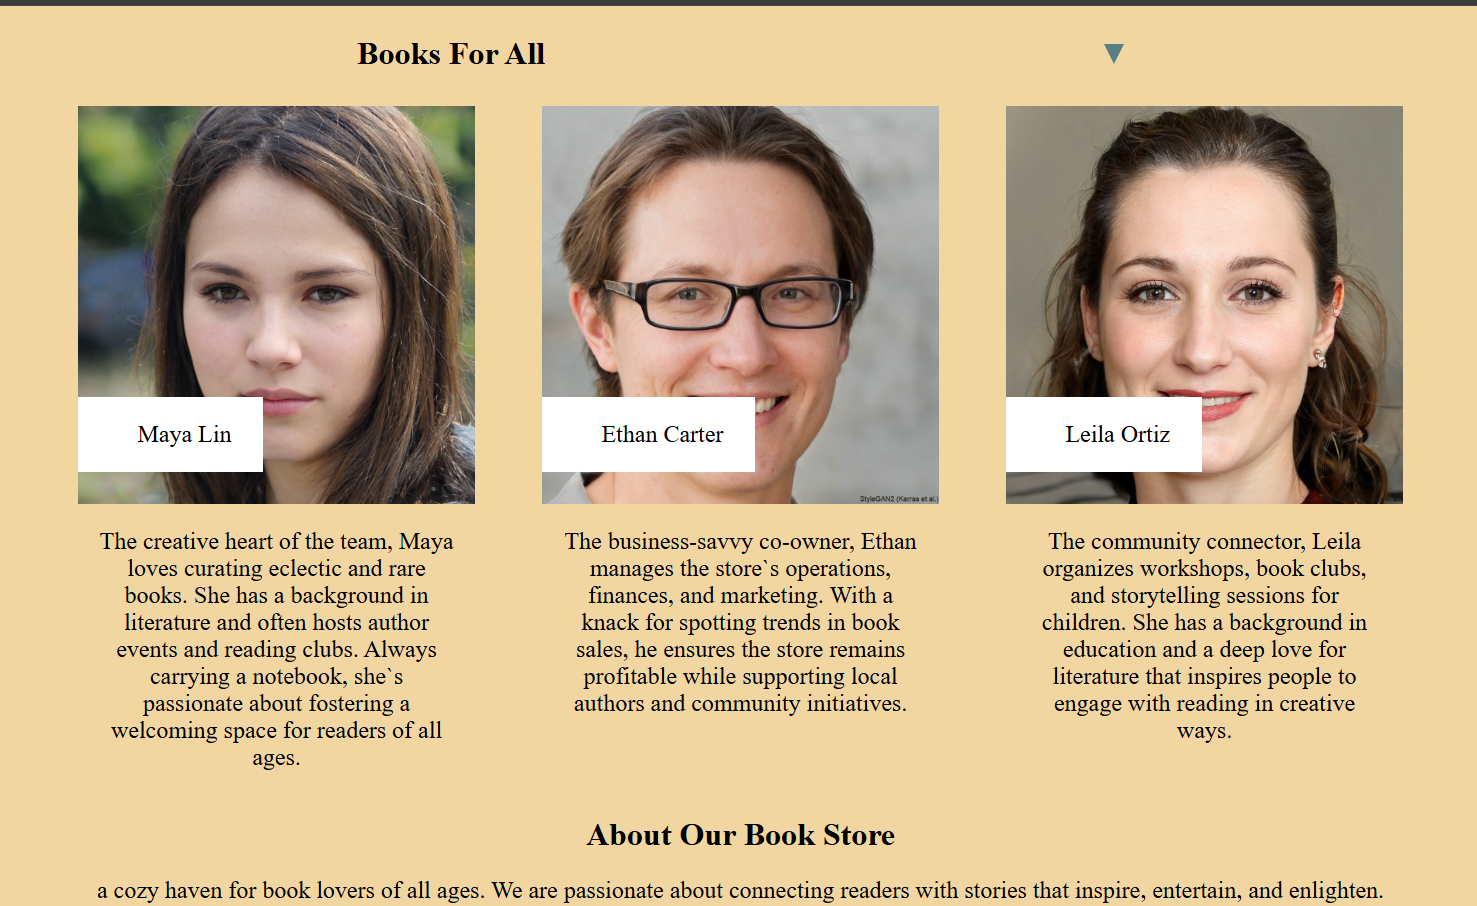 Books For All
Maya Lin
Ethan Carter
Leila Ortiz
StyleGAN2 (Karras et al.)
The creative heart of the team, Maya
loves curating eclectic and rare
books. She has a background in
literature and often hosts author
events and reading clubs. Always
carrying a notebook, she`s
passionate about fostering a
welcoming space for readers of all
ages.
The business-savvy co-owner, Ethan
manages the store`s operations,
finances, and marketing. With a
knack for spotting trends in book
sales, he ensures the store remains
profitable while supporting local
authors and community initiatives.
The community connector, Leila
organizes workshops, book clubs,
and storytelling sessions for
children. She has a background in
education and a deep love for
literature that inspires people to
engage with reading in creative
ways.
About Our Book Store
a cozy haven for book lovers of all ages. We are passionate about connecting readers with stories that inspire, entertain, and enlighten.